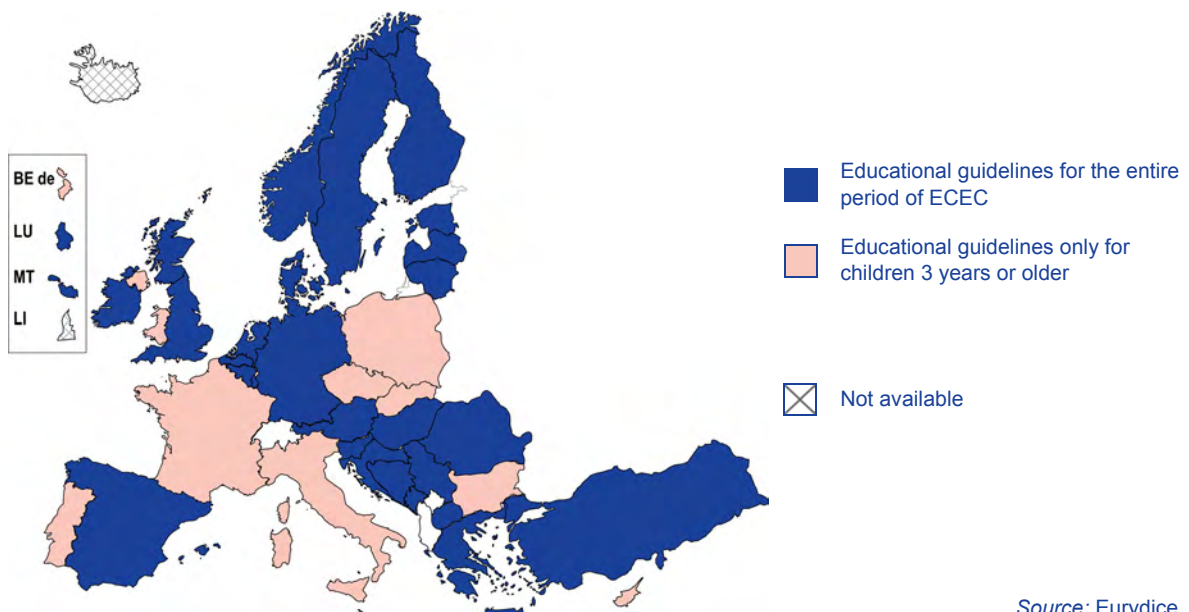 BE de
LU
MT
LI
Educational guidelines for the entire
period of ECEC
Educational guidelines only for
children 3 years or older
Not available
Source: Eurydice